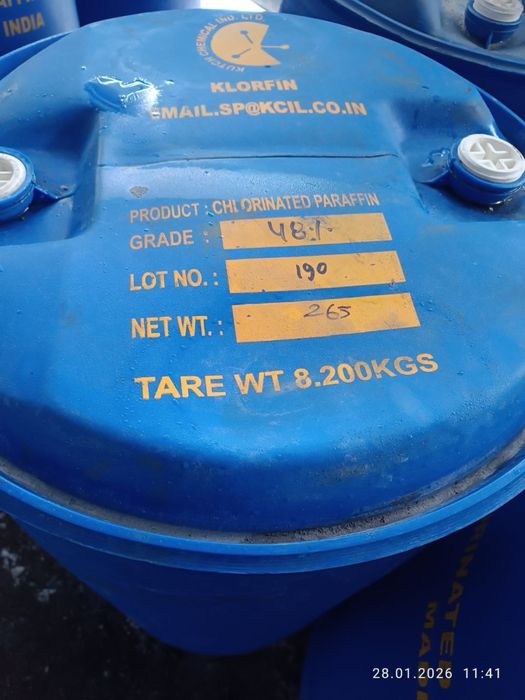 INDIA
KUTCH CHEMICAL IND. LTD.
KLORFIN
EMAIL.SP@KCIL.CO.IN
PRODUCT : CHLORINATED PARAFFIN
GRADE : 48%
LOT NO. : 190
NET WT. : 265
TARE WT 8.200KGS
28.01.2026 11:41